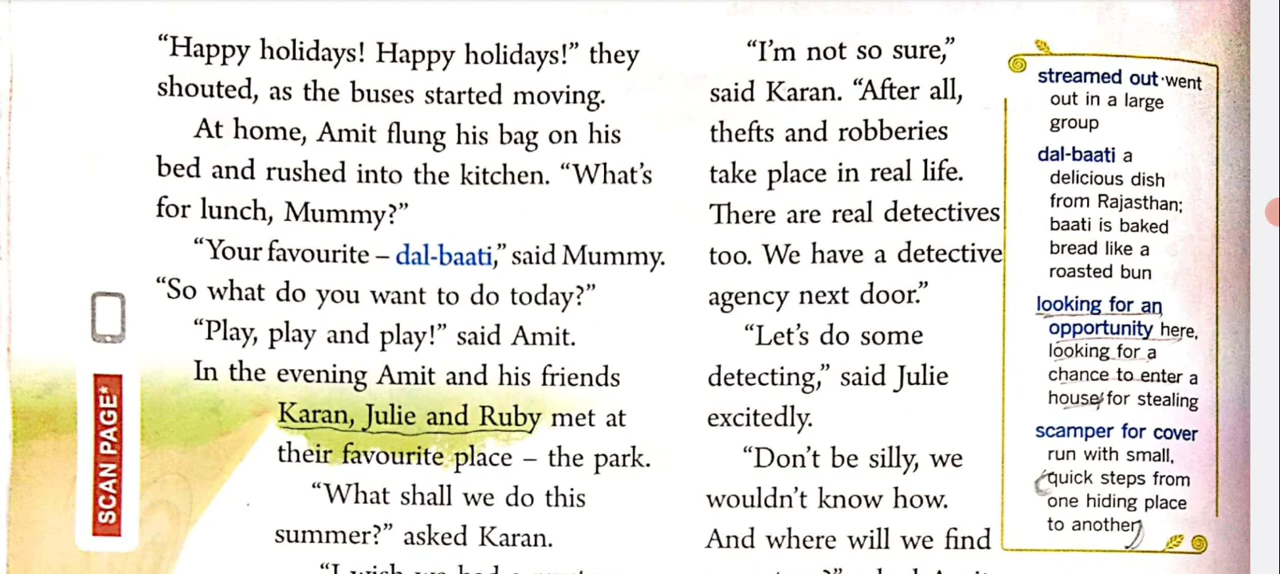 “Happy holidays! Happy holidays!” they
shouted, as the buses started moving.
At home, Amit flung his bag on his
bed and rushed into the kitchen. “What’s
for lunch, Mummy?”
“Your favourite – dal-baati,” said Mummy.
“So what do you want to do today?”
“Play, play and play!” said Amit.
In the evening Amit and his friends
Karan, Julie and Ruby met at
their favourite place – the park.
“What shall we do this
summer?” asked Karan.
SCAN PAGE*
“I’m not so sure,”
said Karan. “After all,
thefts and robberies
take place in real life.
There are real detectives
too. We have a detective
agency next door.”
“Let’s do some
detecting,” said Julie
excitedly.
“Don’t be silly, we
wouldn’t know how.
And where will we find
streamed out went
out in a large
group
dal-baati a
delicious dish
from Rajasthan;
baati is baked
bread like a
roasted bun
looking for an
opportunity here,
looking for a
chance to enter a
house for stealing
scamper for cover
run with small,
quick steps from
one hiding place
to another